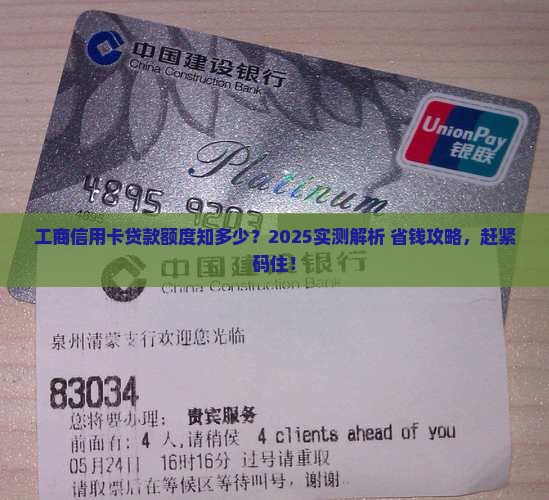 中国建设银行
China Construction Bank
UnionPay
银联
Platinum
4895 9203
工商信用卡贷款额度知多少？2025实测解析 省钱攻略，赶紧
码住！
中国建设银行
China Construction Bank
泉州清蒙支行欢迎您光临
83034
您将要办理： 贵宾服务
前面有: 4 人,请稍侯 4 clients ahead of you
05月24日 16时16分 过号请重取
请取票后在等候区等待叫号，谢谢